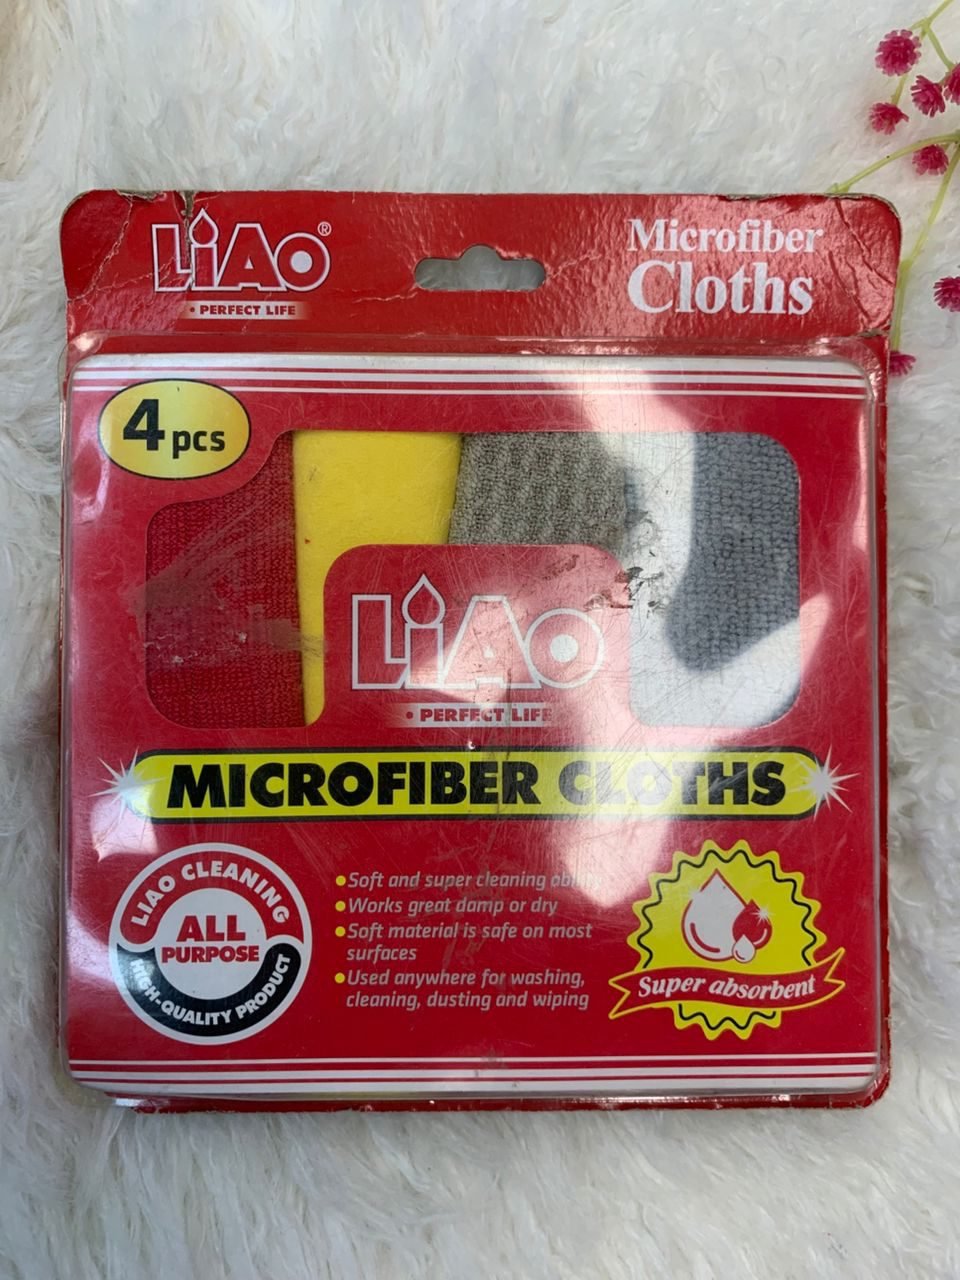 LiAO®
• PERFECT LIFE
Microfiber
Cloths
4 pcs
LiAO
• PERFECT LIFE
MICROFIBER CLOTHS
LIAO CLEANING
ALL
PURPOSE
HIGH-QUALITY PRODUCT
•Soft and super cleaning ability
•Works great damp or dry
•Soft material is safe on most
surfaces
•Used anywhere for washing,
cleaning, dusting and wiping
Super absorbent